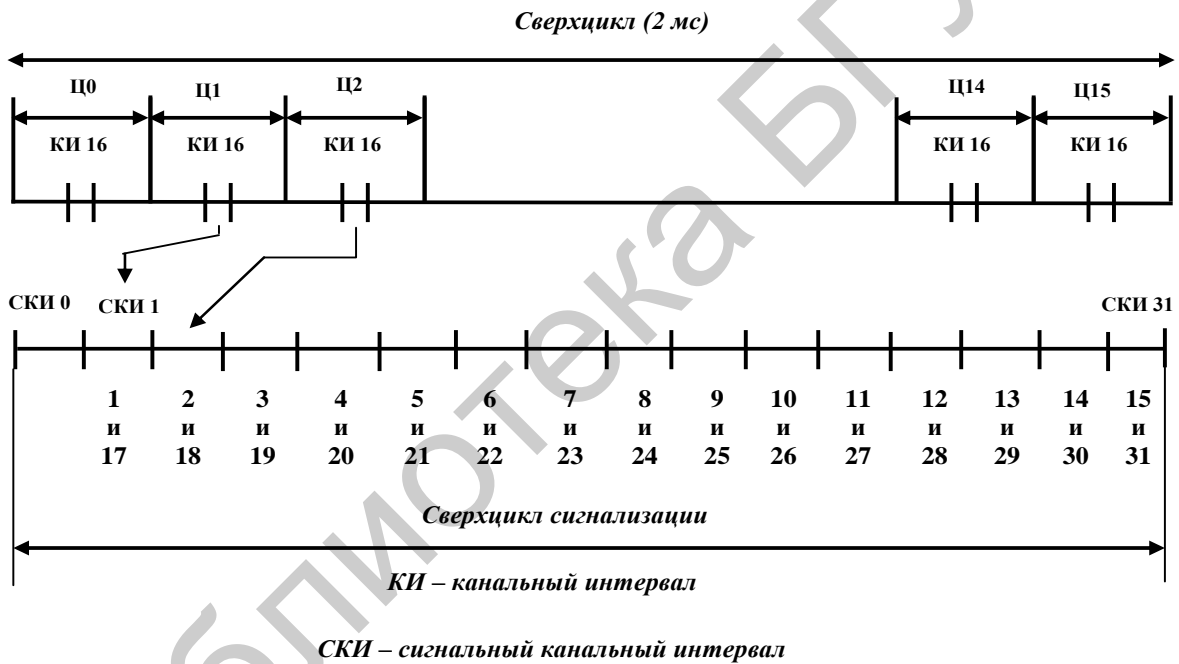 Сверхцикл (2 мс)
Ц0 Ц1 Ц2 Ц14 Ц15
КИ 16 КИ 16 КИ 16 КИ 16 КИ 16
СКИ 0 СКИ 1 СКИ 31
1 2 3 4 5 6 7 8 9 10 11 12 13 14 15
и и и и и и и и и и и и и и и
17 18 19 20 21 22 23 24 25 26 27 28 29 30 31
Сверхцикл сигнализации
КИ – канальный интервал
СКИ – сигнальный канальный интервал